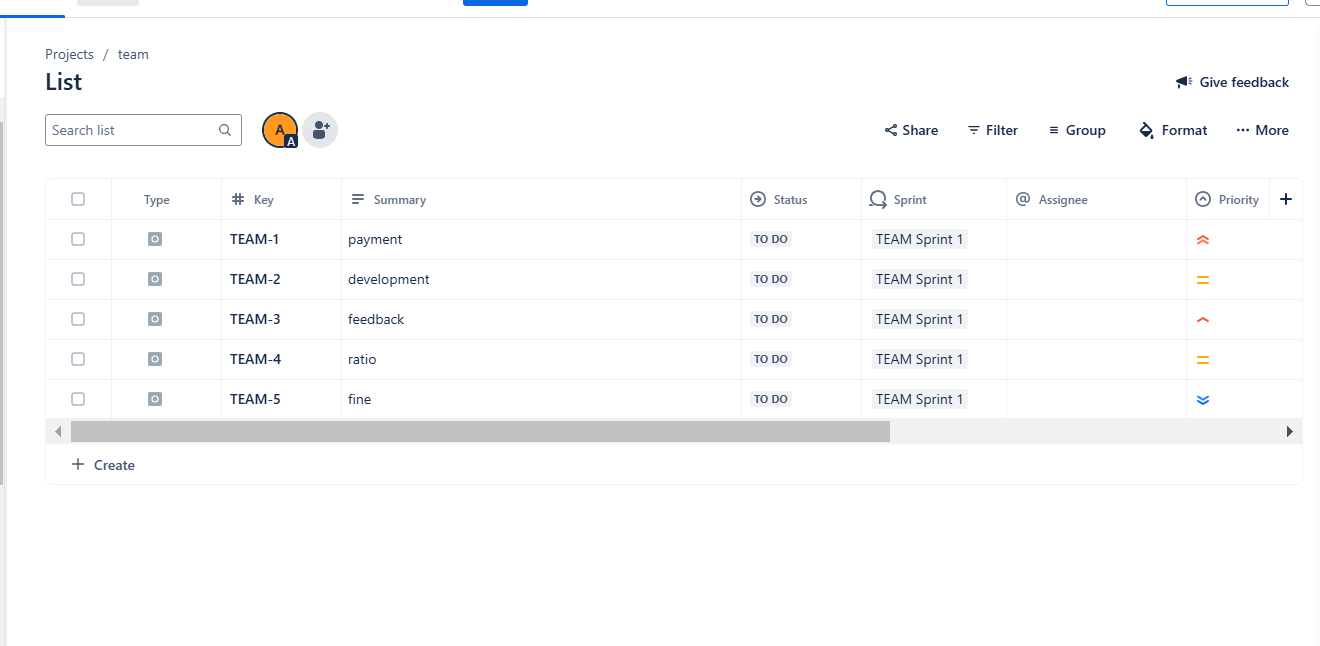 Projects / team
List
Give feedback
Search list
A
A
Share Filter Group Format More
Type Key Summary Status Sprint Assignee Priority
TEAM-1 payment TO DO TEAM Sprint 1
TEAM-2 development TO DO TEAM Sprint 1
TEAM-3 feedback TO DO TEAM Sprint 1
TEAM-4 ratio TO DO TEAM Sprint 1
TEAM-5 fine TO DO TEAM Sprint 1
+ Create